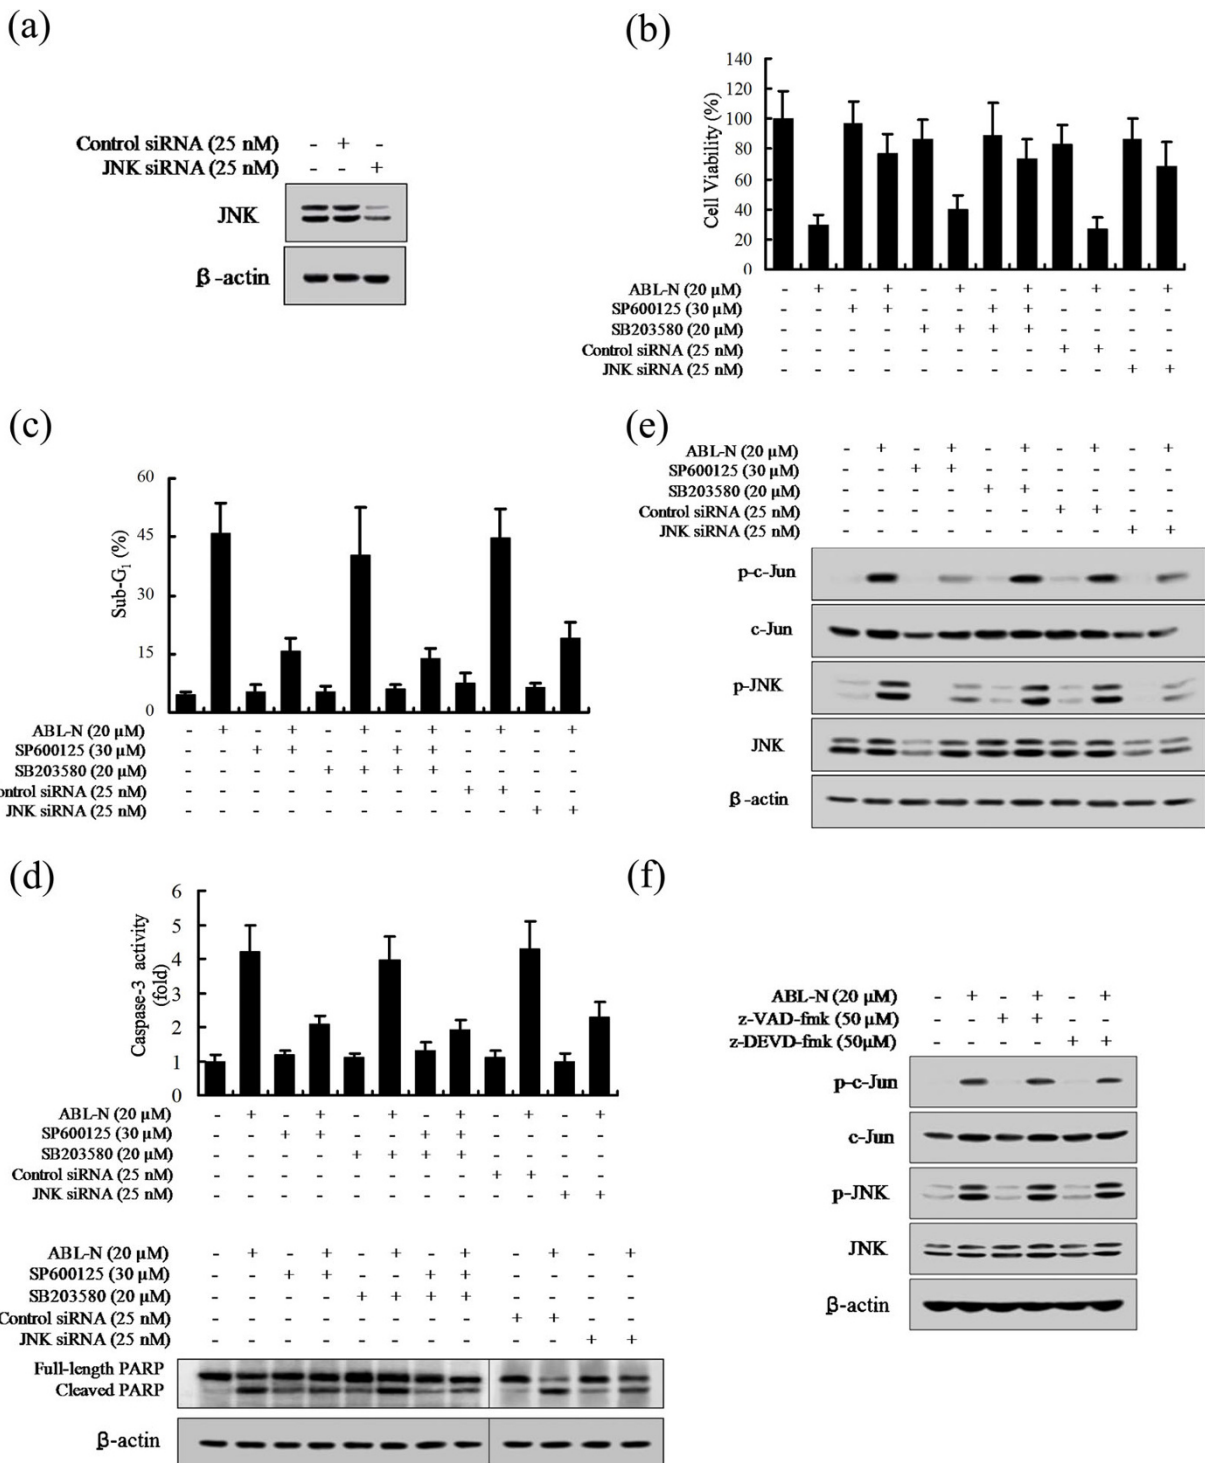 (a)
Control siRNA (25 nM) - + -
JNK siRNA (25 nM) - - +
JNK
β-actin
(b)
Cell Viability (%)
140
120
100
80
60
40
20
0
ABL-N (20 μM) - + - + - + - + - + - +
SP600125 (30 μM) - - + + - - + + - - - -
SB203580 (20 μM) - - - - + + + + - - - -
Control siRNA (25 nM) - - - - - - - - + + - -
JNK siRNA (25 nM) - - - - - - - - - - + +
(c)
Sub-G1 (%)
60
45
30
15
0
ABL-N (20 μM) - + - + - + - + - + - +
SP600125 (30 μM) - - + + - - + + - - - -
SB203580 (20 μM) - - - - + + + + - - - -
ontrol siRNA (25 nM) - - - - - - - - + + - -
JNK siRNA (25 nM) - - - - - - - - - - + +
(e)
ABL-N (20 μM) - + - + - + - + - +
SP600125 (30 μM) - - + + - - - - - -
SB203580 (20 μM) - - - - + + - - - -
Control siRNA (25 nM) - - - - - - + + - -
JNK siRNA (25 nM) - - - - - - - - + +
p-c-Jun
c-Jun
p-JNK
JNK
β-actin
(d)
Caspase-3 activity
(fold)
6
5
4
3
2
1
0
ABL-N (20 μM) - + - + - + - + - + - +
SP600125 (30 μM) - - + + - - + + - - - -
SB203580 (20 μM) - - - - + + + + - - - -
Control siRNA (25 nM) - - - - - - - - + + - -
JNK siRNA (25 nM) - - - - - - - - - - + +
ABL-N (20 μM) - + - + - + - + - + - +
SP600125 (30 μM) - - + + - - + + - - - -
SB203580 (20 μM) - - - - + + + + - - - -
Control siRNA (25 nM) - - - - - - - - + + - -
JNK siRNA (25 nM) - - - - - - - - - - + +
Full-length PARP
Cleaved PARP
β-actin
(f)
ABL-N (20 μM) - + - + - +
z-VAD-fmk (50 μM) - - + + - -
z-DEVD-fmk (50μM) - - - - + +
p-c-Jun
c-Jun
p-JNK
JNK
β-actin